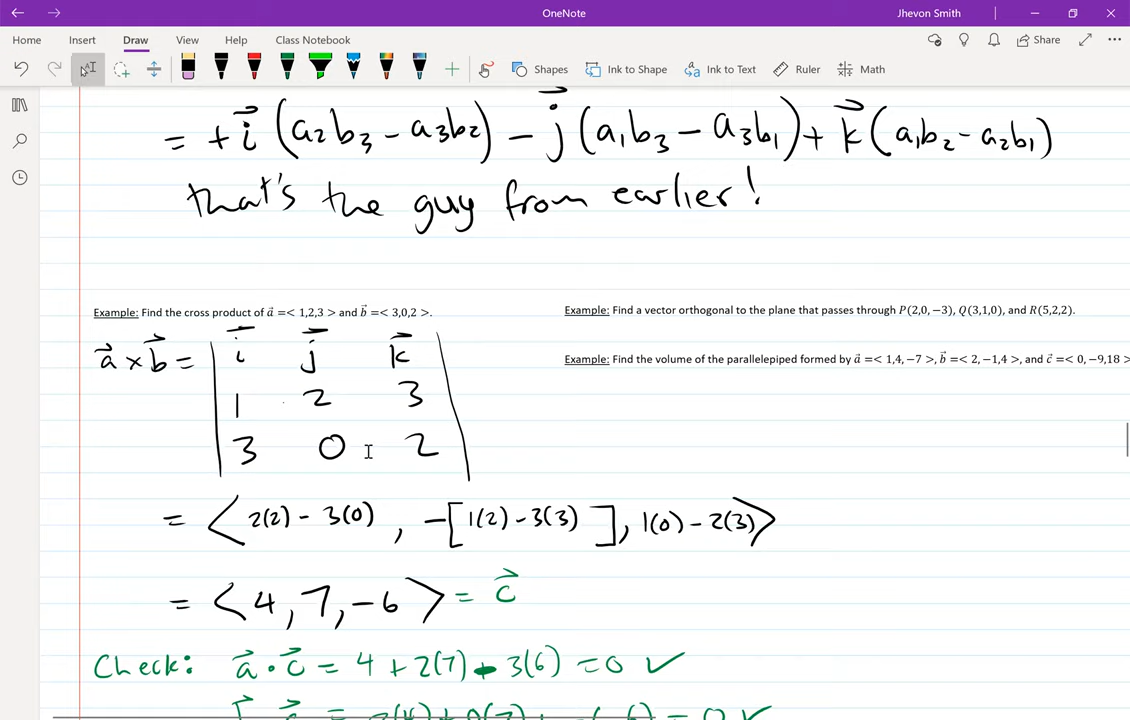 OneNote
Jhevon Smith
Home Insert Draw View Help Class Notebook
Share
Shapes Ink to Shape Ink to Text Ruler Math
= +i⃗ (a₂b₃ − a₃b₂) − j⃗ (a₁b₃ − a₃b₁) + k⃗ (a₁b₂ − a₂b₁)
that's the guy from earlier!
Example: Find the cross product of a⃗ =< 1,2,3 > and b⃗ =< 3,0,2 >.
a⃗ × b⃗ = | i⃗ j⃗ k⃗ |
| 1 2 3 |
| 3 0 2 |
= ⟨2(2) − 3(0), −[1(2) − 3(3)], 1(0) − 2(3)⟩
= ⟨4, 7, −6⟩ = c⃗
Check: a⃗ • c⃗ = 4 + 2(7) − 3(6) = 0 ✓
Example: Find a vector orthogonal to the plane that passes through P(2,0,−3), Q(3,1,0), and R(5,2,2).
Example: Find the volume of the parallelepiped formed by a⃗ =< 1,4,−7 >, b⃗ =< 2,−1,4 >, and c⃗ =< 0,−9,18 >